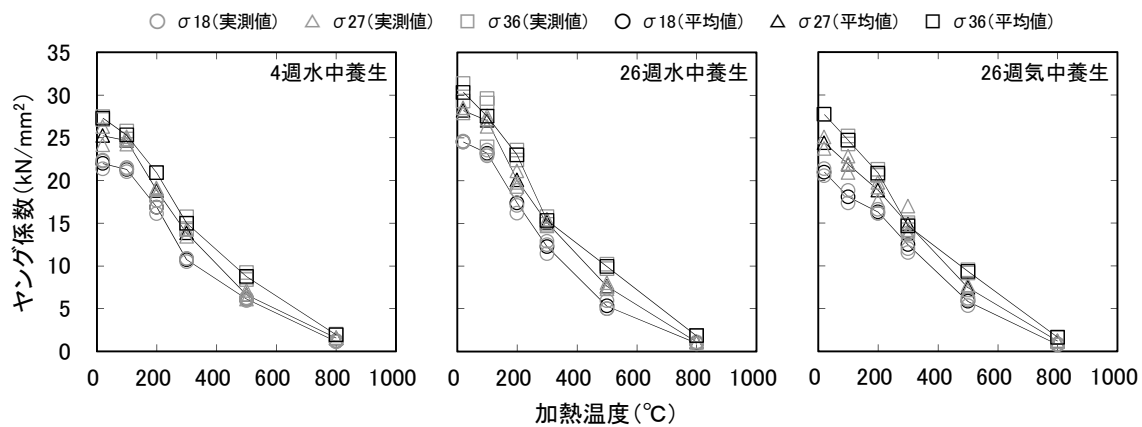 ○ σ18(実測値) △ σ27(実測値) □ σ36(実測値) ○ σ18(平均値) △ σ27(平均値) □ σ36(平均値)
4週水中養生 26週水中養生 26週気中養生
ヤング係数(kN/mm²)
35
30
25
20
15
10
5
0
0 200 400 600 800 1000 0 200 400 600 800 1000 0 200 400 600 800 1000
加熱温度(℃)